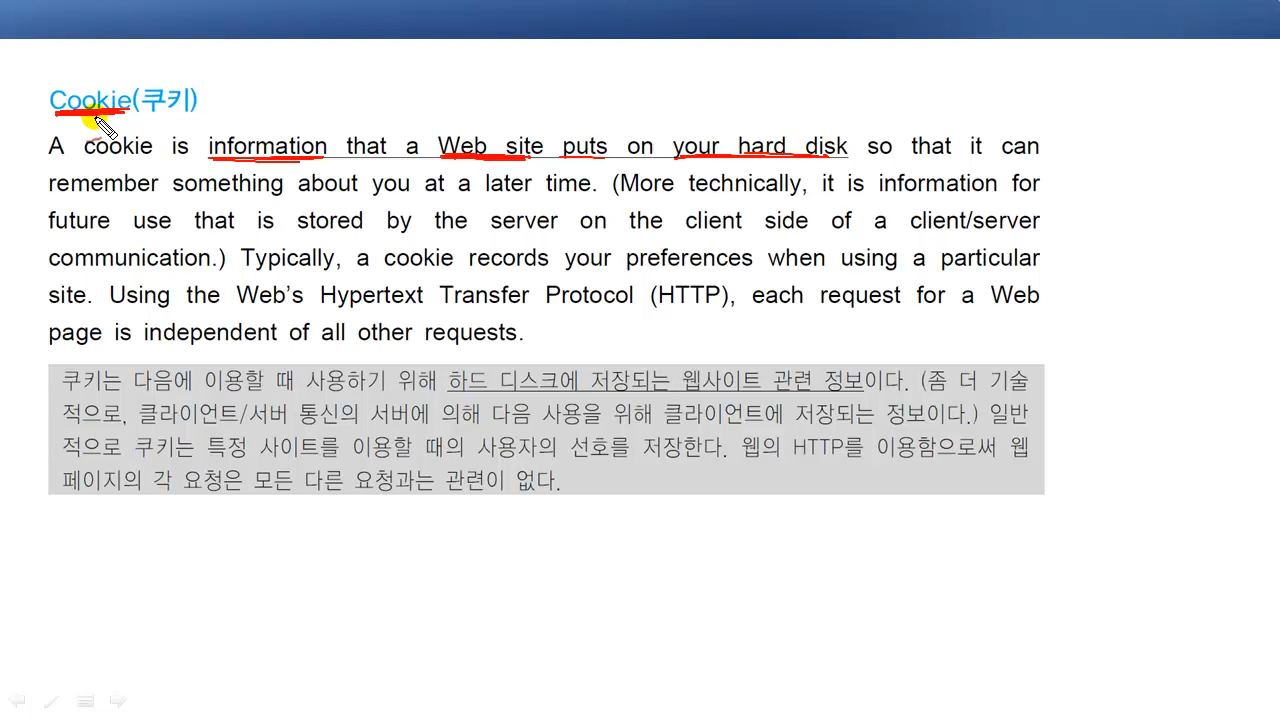 Cookie(쿠키)
A cookie is information that a Web site puts on your hard disk so that it can
remember something about you at a later time. (More technically, it is information for
future use that is stored by the server on the client side of a client/server
communication.) Typically, a cookie records your preferences when using a particular
site. Using the Web’s Hypertext Transfer Protocol (HTTP), each request for a Web
page is independent of all other requests.
쿠키는 다음에 이용할 때 사용하기 위해 하드 디스크에 저장되는 웹사이트 관련 정보이다. (좀 더 기술
적으로, 클라이언트/서버 통신의 서버에 의해 다음 사용을 위해 클라이언트에 저장되는 정보이다.) 일반
적으로 쿠키는 특정 사이트를 이용할 때의 사용자의 선호를 저장한다. 웹의 HTTP를 이용함으로써 웹
페이지의 각 요청은 모든 다른 요청과는 관련이 없다.